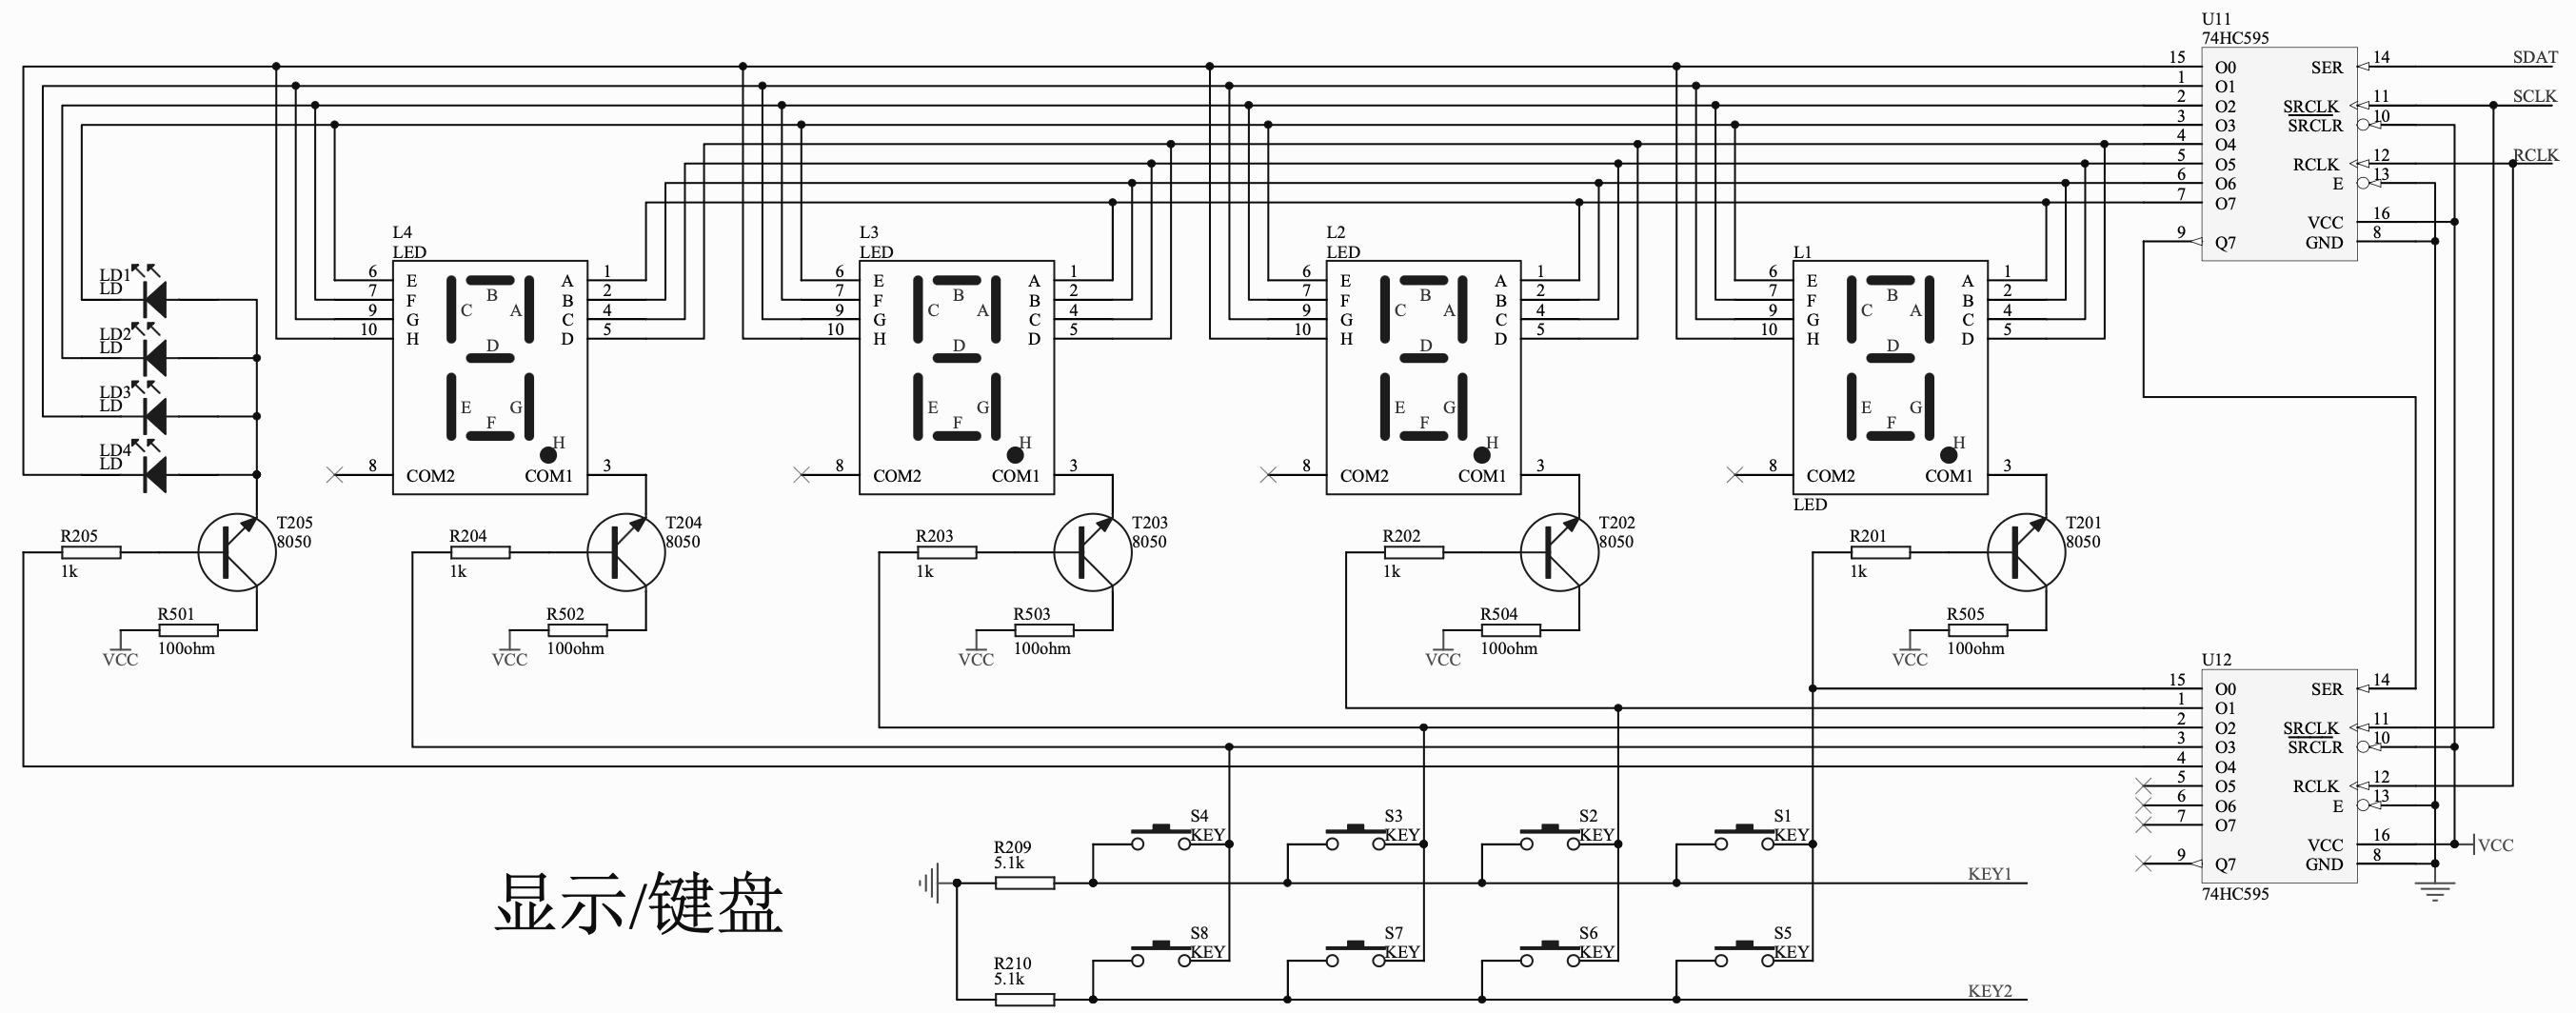 U11
74HC595
15 O0 SER 14 SDAT
1 O1
2 O2 SRCLK 11 SCLK
3 O3 SRCLR 10
4 O4
5 O5 RCLK 12 RCLK
6 O6 E 13
7 O7
VCC 16
9 Q7 GND 8
L4
LED
6 E A 1
7 F B 2
9 G C 4
10 H D 5
B
C A
D
E G
F
H
8 COM2 COM1 3
L3
LED
6 E A 1
7 F B 2
9 G C 4
10 H D 5
B
C A
D
E G
F
H
8 COM2 COM1 3
L2
LED
6 E A 1
7 F B 2
9 G C 4
10 H D 5
B
C A
D
E G
F
H
8 COM2 COM1 3
L1
6 E A 1
7 F B 2
9 G C 4
10 H D 5
B
C A
D
E G
F
H
8 COM2 COM1 3
LED
LD1
LD
LD2
LD
LD3
LD
LD4
LD
R205
1k
T205
8050
R501
100ohm
VCC
R204
1k
T204
8050
R502
100ohm
VCC
R203
1k
T203
8050
R503
100ohm
VCC
R202
1k
T202
8050
R504
100ohm
VCC
R201
1k
T201
8050
R505
100ohm
VCC
U12
15 O0 SER 14
1 O1
2 O2 SRCLK 11
3 O3 SRCLR 10
4 O4
5 O5 RCLK 12
6 O6 E 13
7 O7
VCC 16 VCC
9 Q7 GND 8
74HC595
显示/键盘
S4
KEY
S3
KEY
S2
KEY
S1
KEY
R209
5.1k
KEY1
S8
KEY
S7
KEY
S6
KEY
S5
KEY
R210
5.1k
KEY2